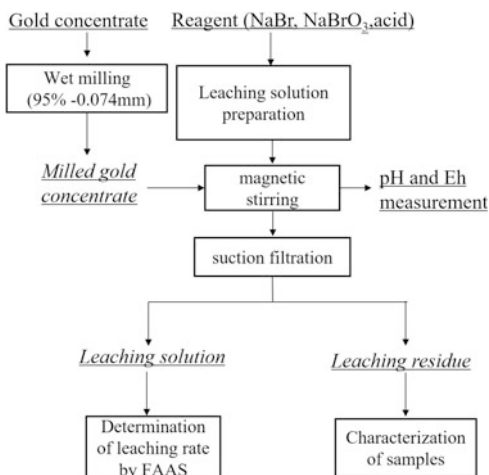 Gold concentrate
Reagent (NaBr, NaBrO3,acid)
Wet milling
(95% -0.074mm)
Leaching solution
preparation
Milled gold
concentrate
magnetic
stirring
pH and Eh
measurement
suction filtration
Leaching solution
Leaching residue
Determination
of leaching rate
by FAAS
Characterization
of samples